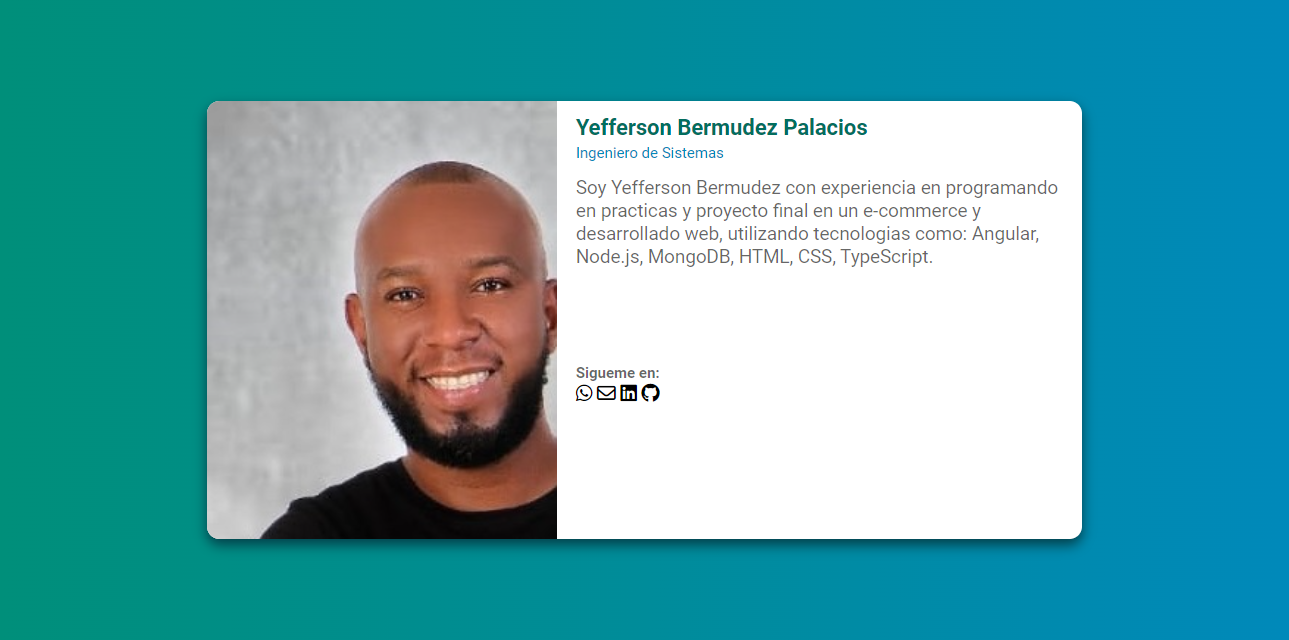 Yefferson Bermudez Palacios
Ingeniero de Sistemas
Soy Yefferson Bermudez con experiencia en programando
en practicas y proyecto final en un e-commerce y
desarrollado web, utilizando tecnologias como: Angular,
Node.js, MongoDB, HTML, CSS, TypeScript.
Sigueme en: